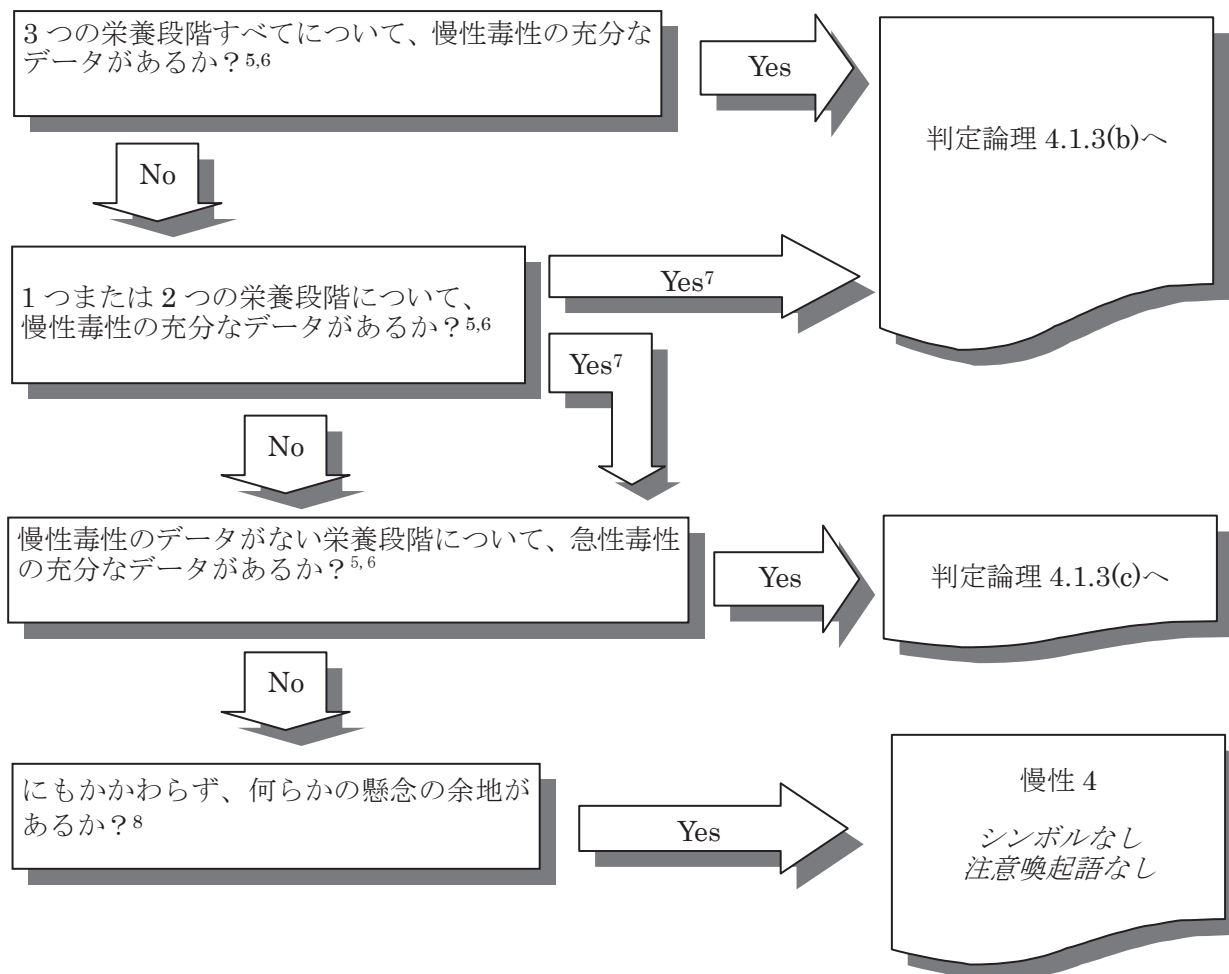 3 つの栄養段階すべてについて、慢性毒性の充分な
データがあるか？5,6
Yes
判定論理 4.1.3(b)へ
No
1 つまたは 2 つの栄養段階について、
慢性毒性の充分なデータがあるか？5,6
Yes7
Yes7
No
慢性毒性のデータがない栄養段階について、急性毒性
の充分なデータがあるか？5,6
Yes
判定論理 4.1.3(c)へ
No
にもかかわらず、何らかの懸念の余地が
あるか？8
Yes
慢性 4
シンボルなし
注意喚起語なし